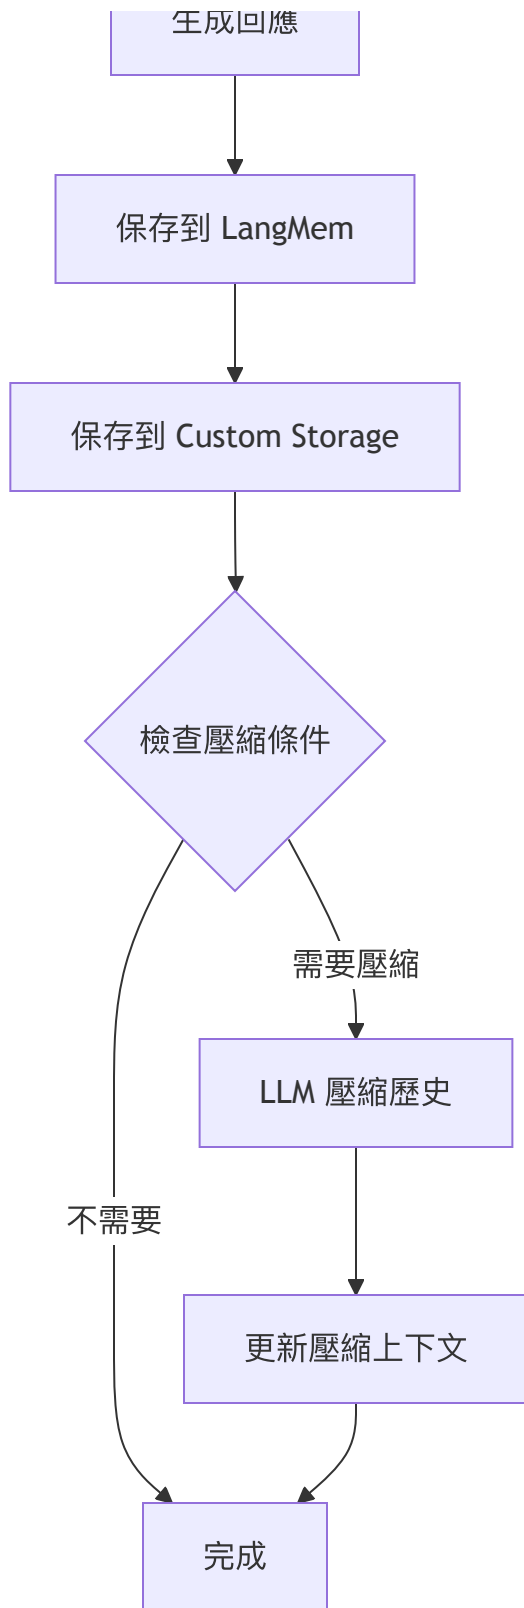 生成回應
保存到 LangMem
保存到 Custom Storage
檢查壓縮條件
需要壓縮
LLM 壓縮歷史
不需要
更新壓縮上下文
完成